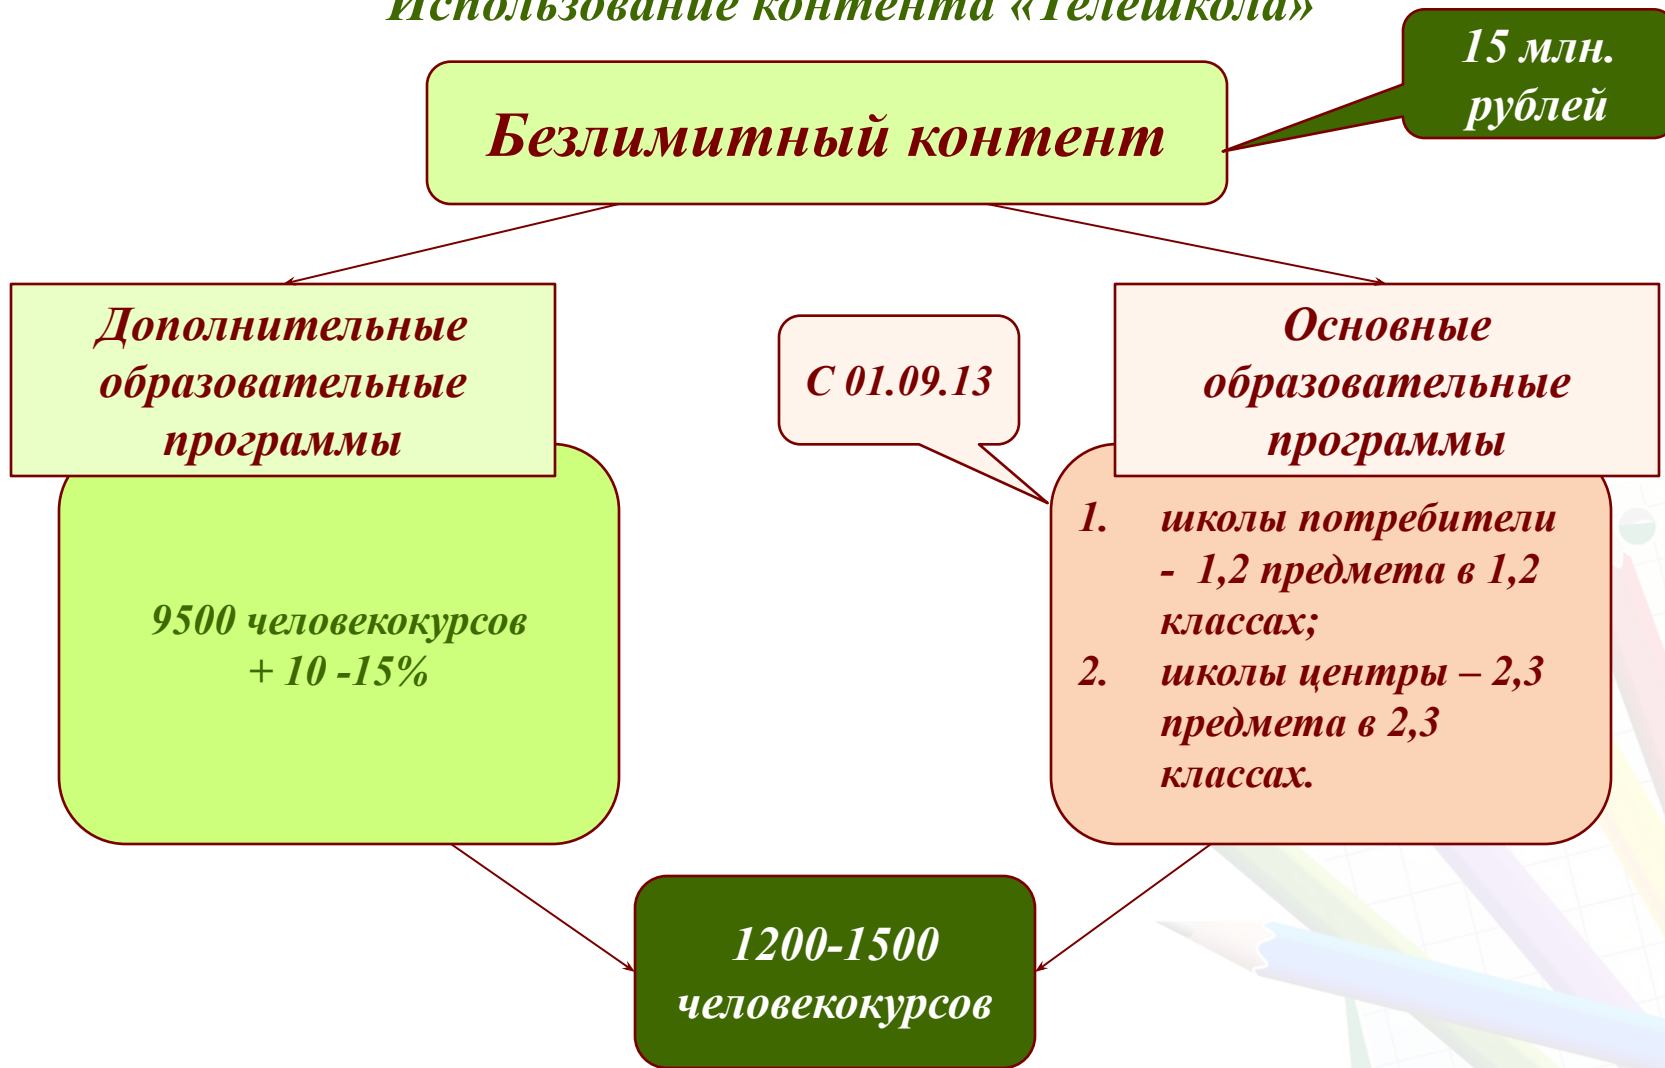 Использование контента «Телешкола»
15 млн.
рублей
Безлимитный контент
Дополнительные
образовательные
программы
9500 человекокурсов
+ 10 -15%
С 01.09.13
Основные
образовательные
программы
1. школы потребители
- 1,2 предмета в 1,2
классах;
2. школы центры – 2,3
предмета в 2,3
классах.
1200-1500
человекокурсов